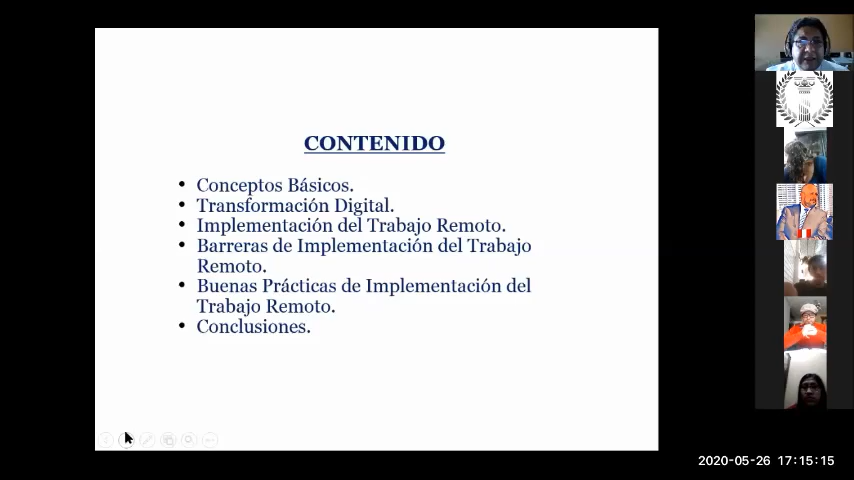 CONTENIDO
• Conceptos Básicos.
• Transformación Digital.
• Implementación del Trabajo Remoto.
• Barreras de Implementación del Trabajo
Remoto.
• Buenas Prácticas de Implementación del
Trabajo Remoto.
• Conclusiones.
2020-05-26 17:15:15